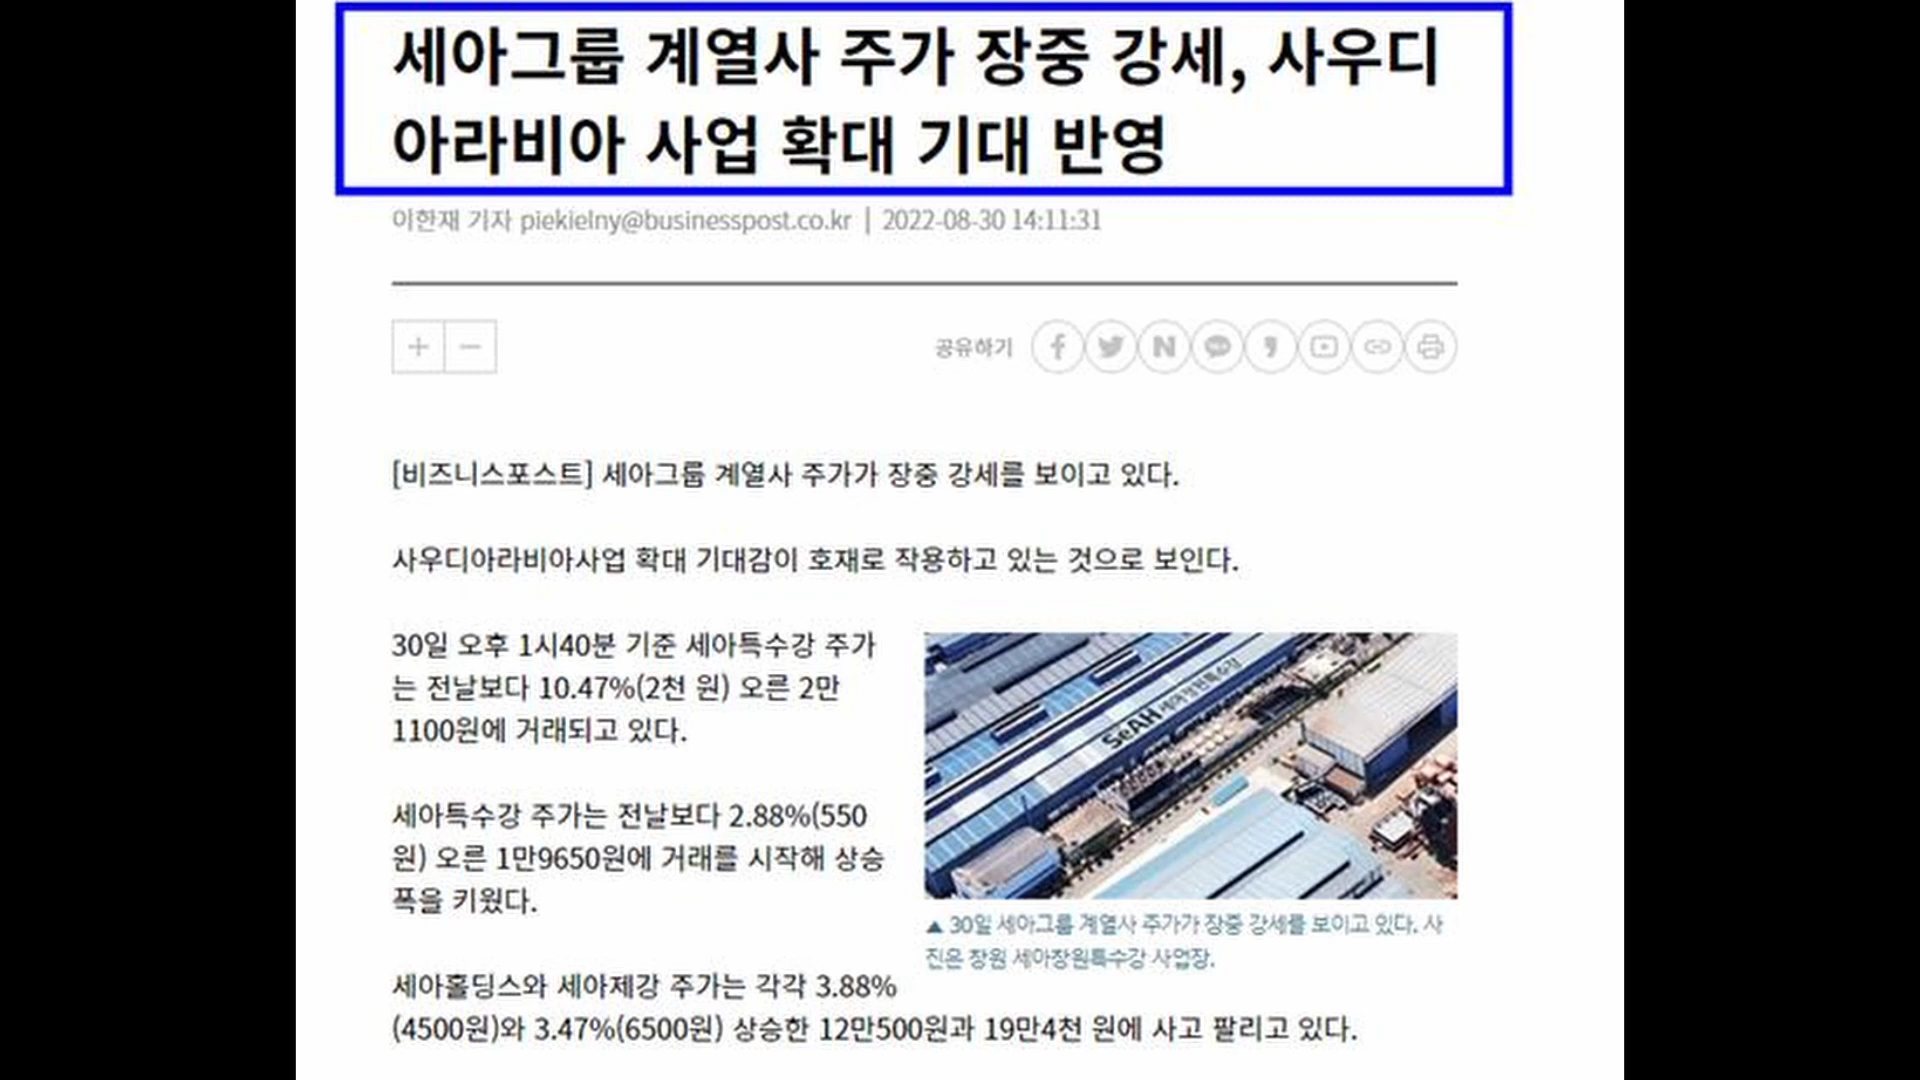 세아그룹 계열사 주가 장중 강세, 사우디
아라비아 사업 확대 기대 반영
이한재 기자 piekielny@businesspost.co.kr | 2022-08-30 14:11:31
공유하기
[비즈니스포스트] 세아그룹 계열사 주가가 장중 강세를 보이고 있다.
사우디아라비아사업 확대 기대감이 호재로 작용하고 있는 것으로 보인다.
30일 오후 1시40분 기준 세아특수강 주가
는 전날보다 10.47%(2천 원) 오른 2만
1100원에 거래되고 있다.
세아특수강 주가는 전날보다 2.88%(550
원) 오른 1만9650원에 거래를 시작해 상승
폭을 키웠다.
SeAH 세아창원특수강
▲ 30일 세아그룹 계열사 주가가 장중 강세를 보이고 있다. 사
진은 창원 세아창원특수강 사업장.
세아홀딩스와 세아제강 주가는 각각 3.88%
(4500원)와 3.47%(6500원) 상승한 12만500원과 19만4천 원에 사고 팔리고 있다.